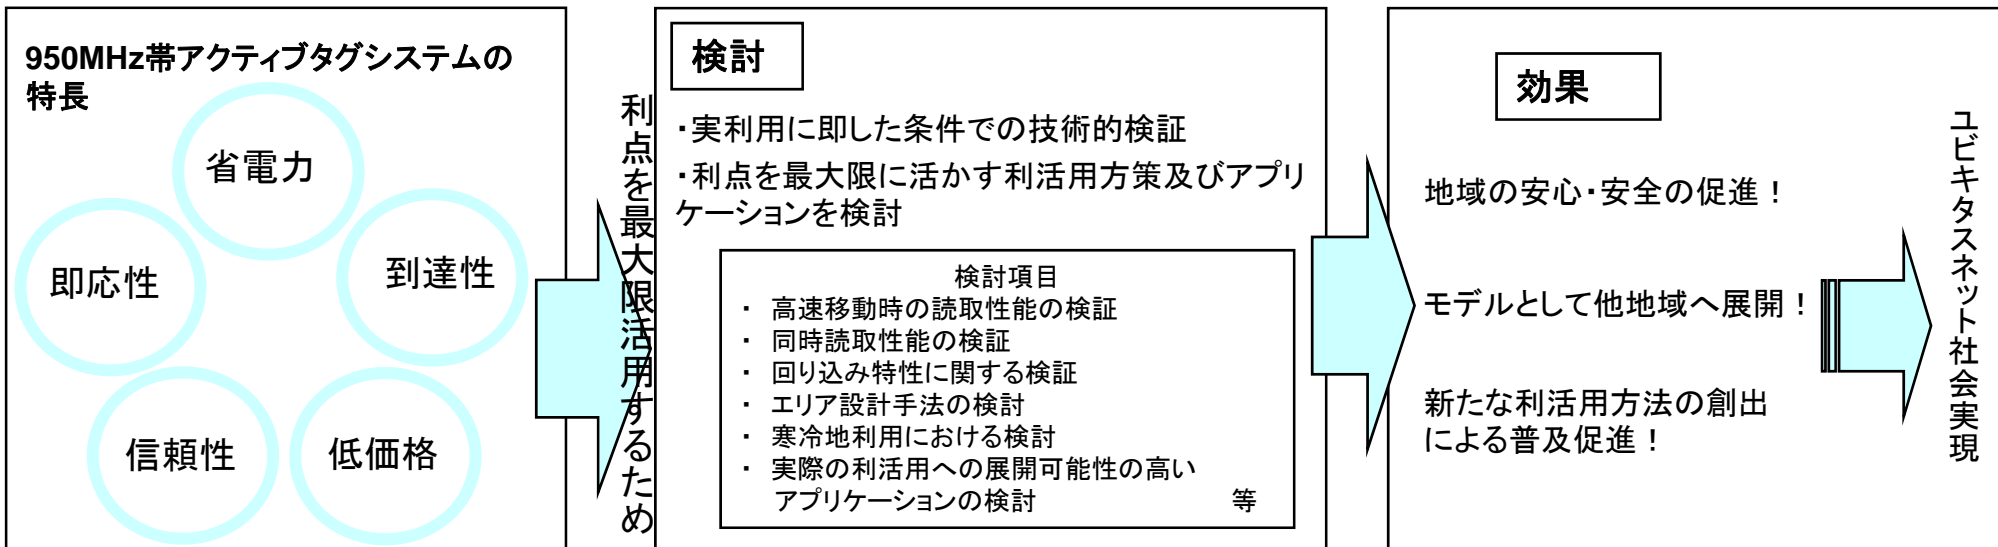 950MHz帯アクティブタグシステムの
特長
省電力
即応性
到達性
信頼性
低価格
利点を最大限活用するため
検討
・実利用に即した条件での技術的検証
・利点を最大限に活かす利活用方策及びアプリ
ケーションを検討
検討項目
・ 高速移動時の読取性能の検証
・ 同時読取性能の検証
・ 回り込み特性に関する検証
・ エリア設計手法の検討
・ 寒冷地利用における検討
・ 実際の利活用への展開可能性の高い
アプリケーションの検討 等
効果
地域の安心・安全の促進！
モデルとして他地域へ展開！
新たな利活用方法の創出
による普及促進！
ユビキタスネット社会実現